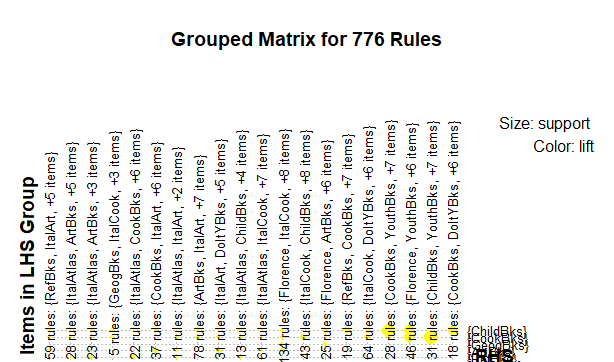 Grouped Matrix for 776 Rules
Size: support
Color: lift
Items in LHS Group
59 rules: {RefBks, ItalArt, +5 items}
28 rules: {ItalAtlas, ArtBks, +5 items}
23 rules: {ItalAtlas, ArtBks, +3 items}
5 rules: {GeogBks, ItalCook, +3 items}
22 rules: {ItalAtlas, CookBks, +6 items}
37 rules: {CookBks, ItalArt, +6 items}
11 rules: {ItalAtlas, ItalArt, +2 items}
78 rules: {ArtBks, ItalArt, +7 items}
31 rules: {ItalArt, DoItYBks, +5 items}
13 rules: {ItalAtlas, ChildBks, +4 items}
61 rules: {ItalAtlas, ItalCook, +7 items}
134 rules: {Florence, ItalCook, +8 items}
43 rules: {ItalCook, ChildBks, +8 items}
25 rules: {Florence, ArtBks, +6 items}
19 rules: {RefBks, CookBks, +7 items}
64 rules: {ItalCook, DoItYBks, +6 items}
28 rules: {CookBks, YouthBks, +7 items}
46 rules: {Florence, YouthBks, +6 items}
31 rules: {ChildBks, YouthBks, +7 items}
18 rules: {CookBks, DoItYBks, +6 items}
{ChildBks}
{CookBks}
{GeogBks}
RHS